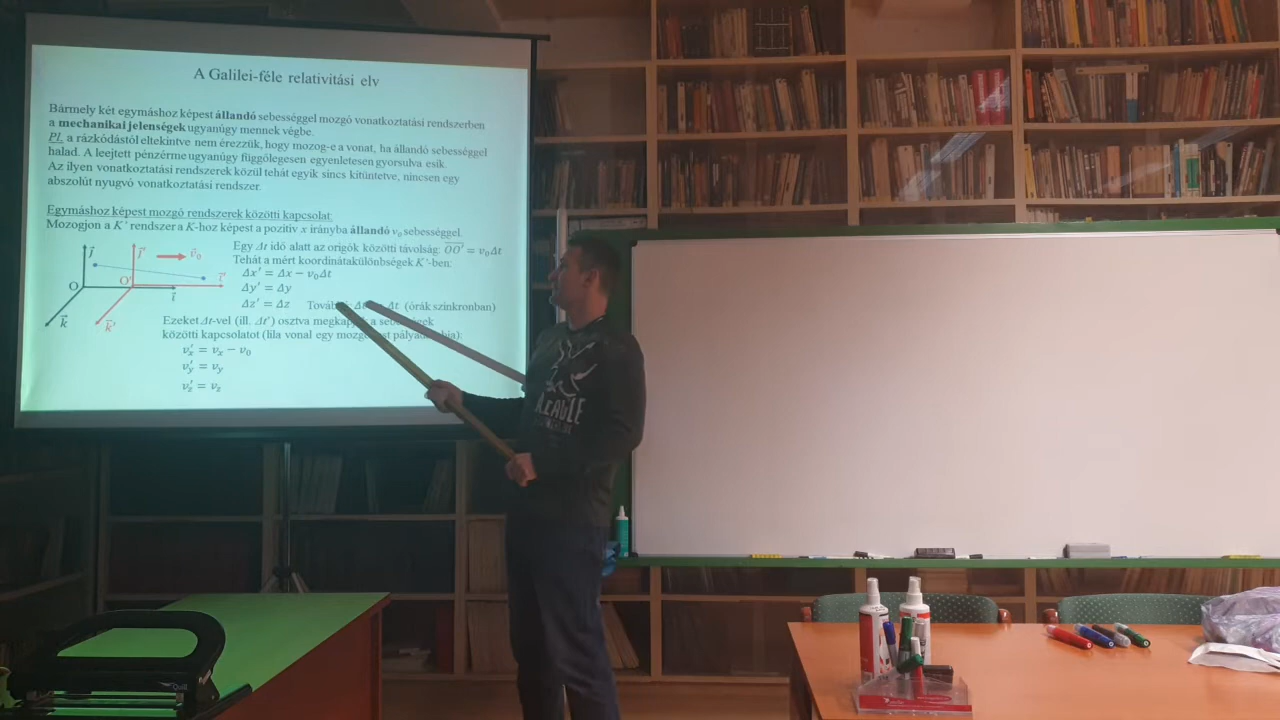 A Galilei-féle relativitási elv
Bármely két egymáshoz képest állandó sebességgel mozgó vonatkoztatási rendszerben
a mechanikai jelenségek ugyanúgy mennek végbe.
Pl. a rázkódástól eltekintve nem érezzük, hogy mozog-e a vonat, ha állandó sebességgel
halad. A leejtett pénzérme ugyanúgy függőlegesen egyenletesen gyorsulva esik.
Az ilyen vonatkoztatási rendszerek közül tehát egyik sincs kitüntetve, nincsen egy
abszolút nyugvó vonatkoztatási rendszer.
Egymáshoz képest mozgó rendszerek közötti kapcsolat:
Mozogjon a K' rendszer a K-hoz képest a pozitív x irányba állandó v₀ sebességgel.
Egy Δt idő alatt az origók közötti távolság: OO' = v₀Δt
Tehát a mért koordinátakülönbségek K'-ben:
Δx' = Δx − v₀Δt
Δy' = Δy
Δz' = Δz Δt (órák szinkronban)
Ezeket Δt-vel (ill. Δt') osztva a
közötti kapcsolatot (lila vonal egy
v'ₓ = vₓ − v₀
v'ᵧ = vᵧ
v'z = vz
j j' v₀
O O' i i'
k k'